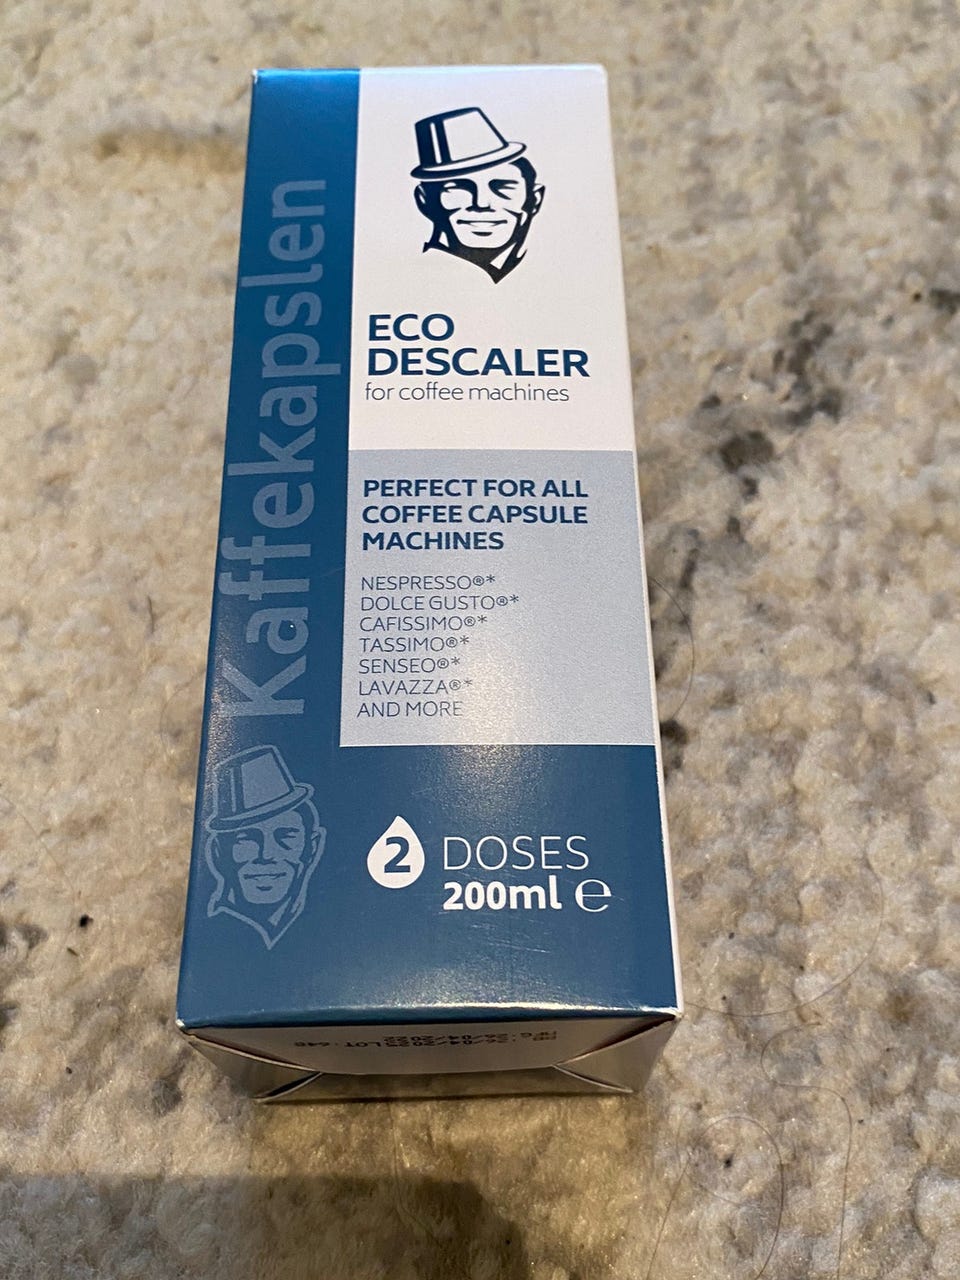 Kaffekapslen
ECO
DESCALER
for coffee machines
PERFECT FOR ALL
COFFEE CAPSULE
MACHINES
NESPRESSO®*
DOLCE GUSTO®*
CAFISSIMO®*
TASSIMO®*
SENSEO®*
LAVAZZA®*
AND MORE
2 DOSES
200ml ℮
LOT: